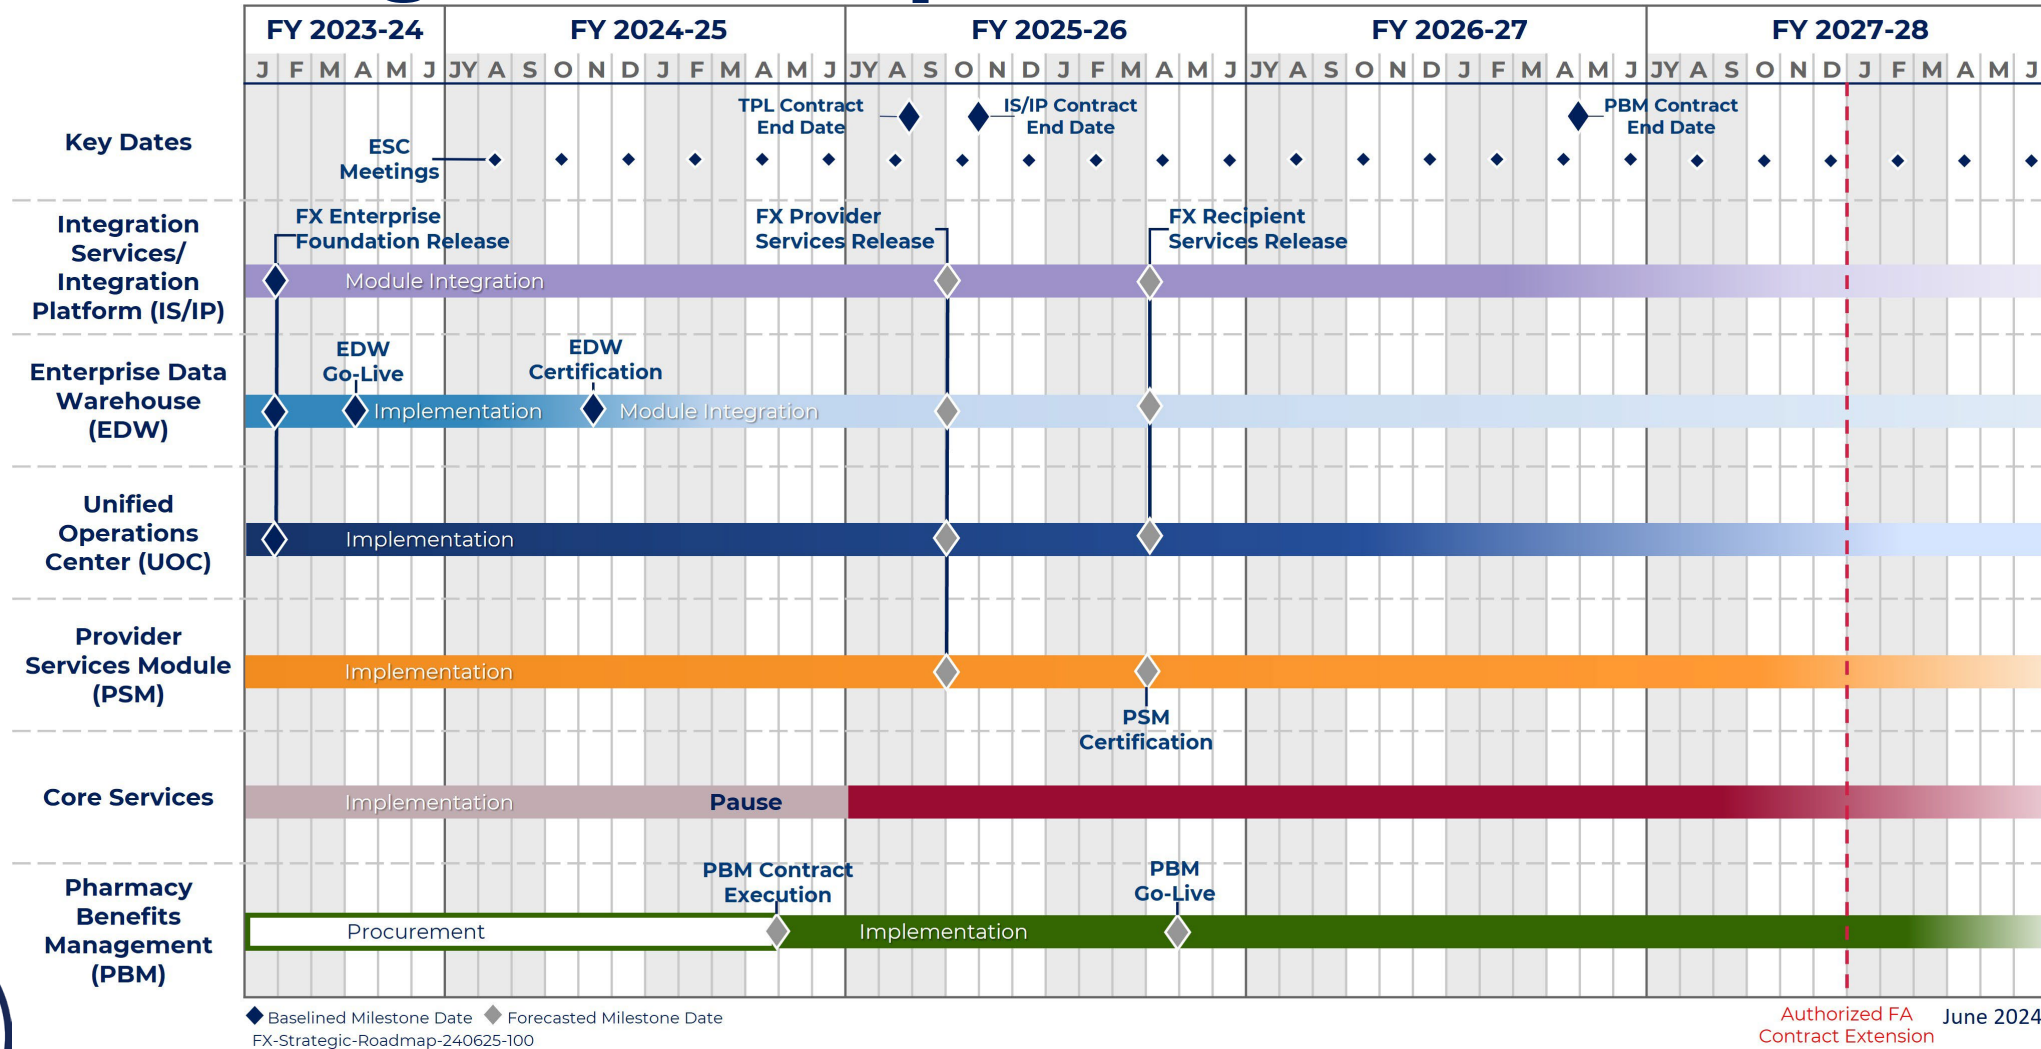 FY 2023-24 FY 2024-25 FY 2025-26 FY 2026-27 FY 2027-28
J F M A M J JY A S O N D J F M A M J JY A S O N D J F M A M J JY A S O N D J F M A M J JY A S O N D J F M A M J
Key Dates
ESC
Meetings
TPL Contract
End Date
IS/IP Contract
End Date
PBM Contract
End Date
Integration
Services/
Integration
Platform (IS/IP)
FX Enterprise
Foundation Release
FX Provider
Services Release
FX Recipient
Services Release
Module Integration
Enterprise Data
Warehouse
(EDW)
EDW
Go-Live
EDW
Certification
Implementation
Module Integration
Unified
Operations
Center (UOC)
Implementation
Provider
Services Module
(PSM)
Implementation
PSM
Certification
Core Services
Implementation
Pause
Pharmacy
Benefits
Management
(PBM)
PBM Contract
Execution
PBM
Go-Live
Procurement
Implementation
Baselined Milestone Date Forecasted Milestone Date
FX-Strategic-Roadmap-240625-100
Authorized FA
Contract Extension
June 2024